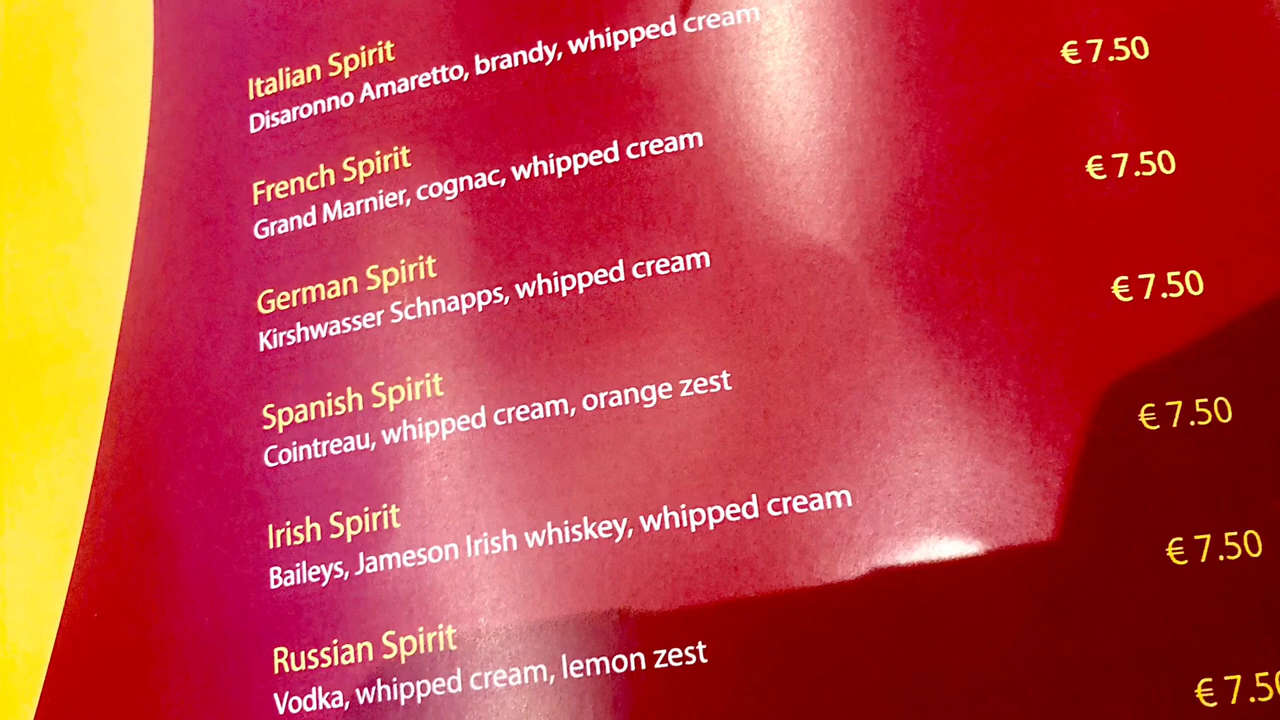 Italian Spirit € 7.50
Disaronno Amaretto, brandy, whipped cream
French Spirit € 7.50
Grand Marnier, cognac, whipped cream
German Spirit € 7.50
Kirshwasser Schnapps, whipped cream
Spanish Spirit € 7.50
Cointreau, whipped cream, orange zest
Irish Spirit € 7.50
Baileys, Jameson Irish whiskey, whipped cream
Russian Spirit € 7.50
Vodka, whipped cream, lemon zest